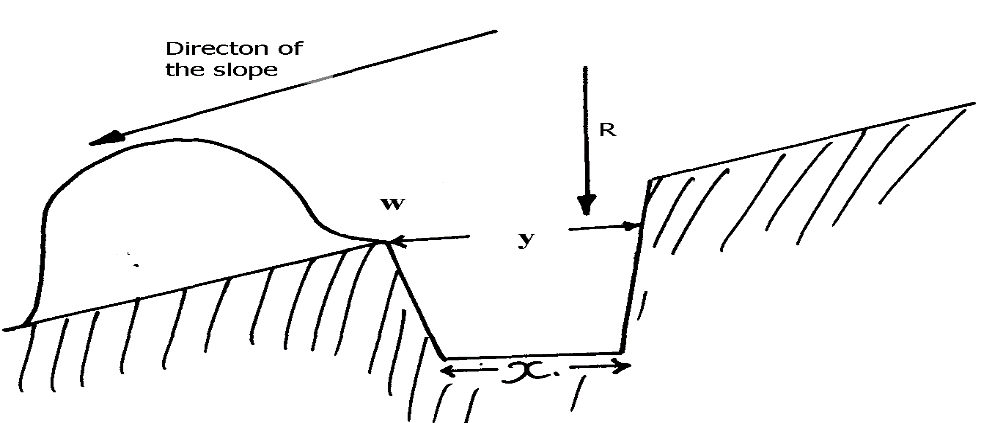 Directon of
the slope
R
w
y
x.